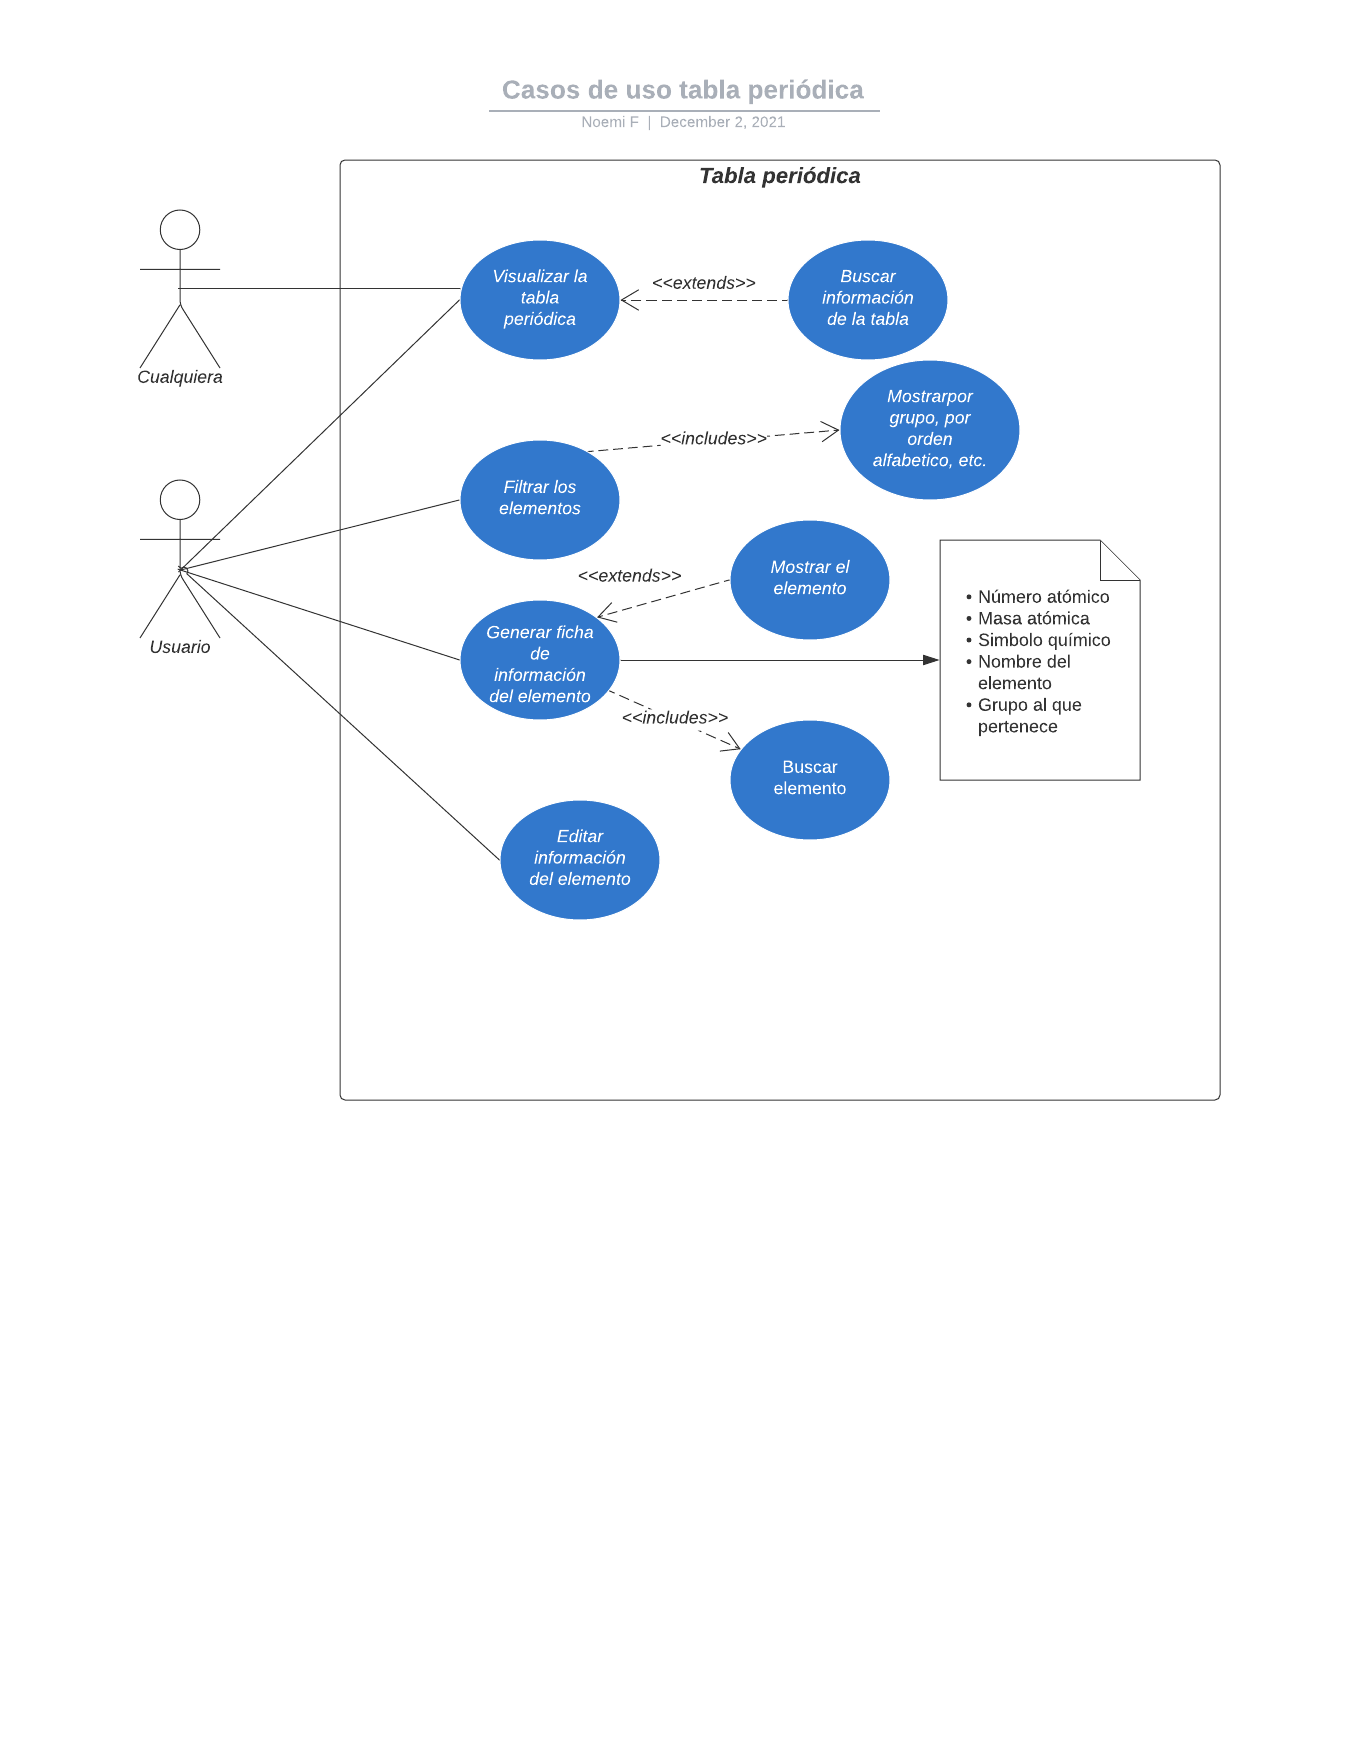 Casos de uso tabla periódica
Noemi F | December 2, 2021
Tabla periódica
Cualquiera
Usuario
Visualizar la
tabla
periódica
<<extends>>
Buscar
información
de la tabla
Filtrar los
elementos
<<includes>>
Mostrarpor
grupo, por
orden
alfabetico, etc.
Generar ficha
de
información
del elemento
<<extends>>
Mostrar el
elemento
<<includes>>
Buscar
elemento
• Número atómico
• Masa atómica
• Simbolo químico
• Nombre del
elemento
• Grupo al que
pertenece
Editar
información
del elemento